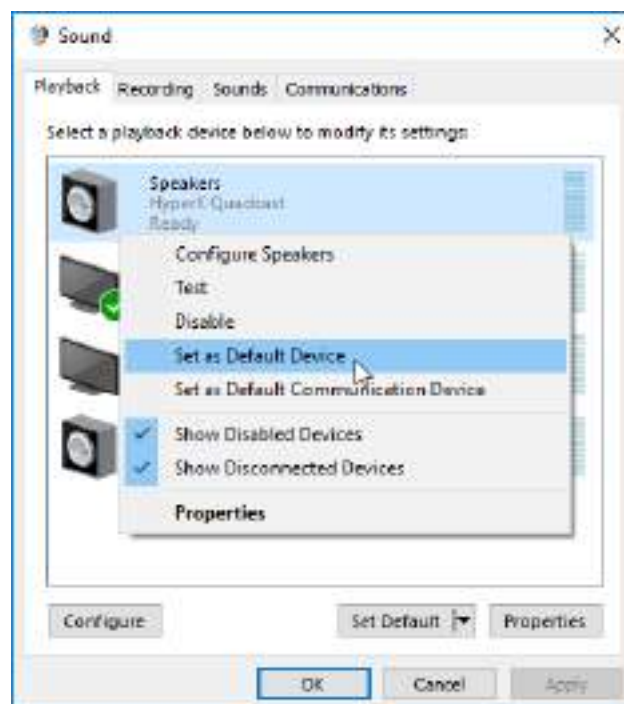 Sound
Playback Recording Sounds Communications
Select a playback device below to modify its settings:
Speakers
HyperX Quadcast
Ready
Configure Speakers
Test
Disable
Set as Default Device
Set as Default Communication Device
Show Disabled Devices
Show Disconnected Devices
Properties
Configure Set Default Properties
OK Cancel Apply